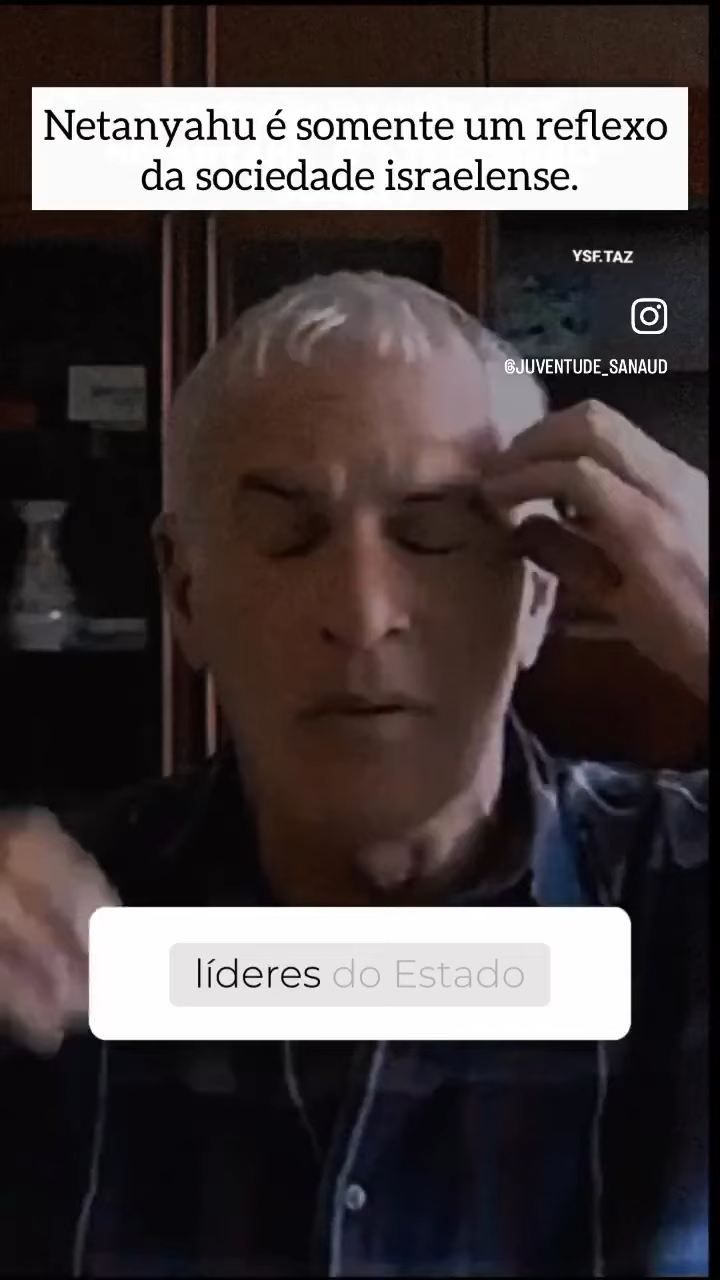 Netanyahu é somente um reflexo
da sociedade israelense.
YSF.TAZ
@JUVENTUDE_SANAUD
líderes do Estado